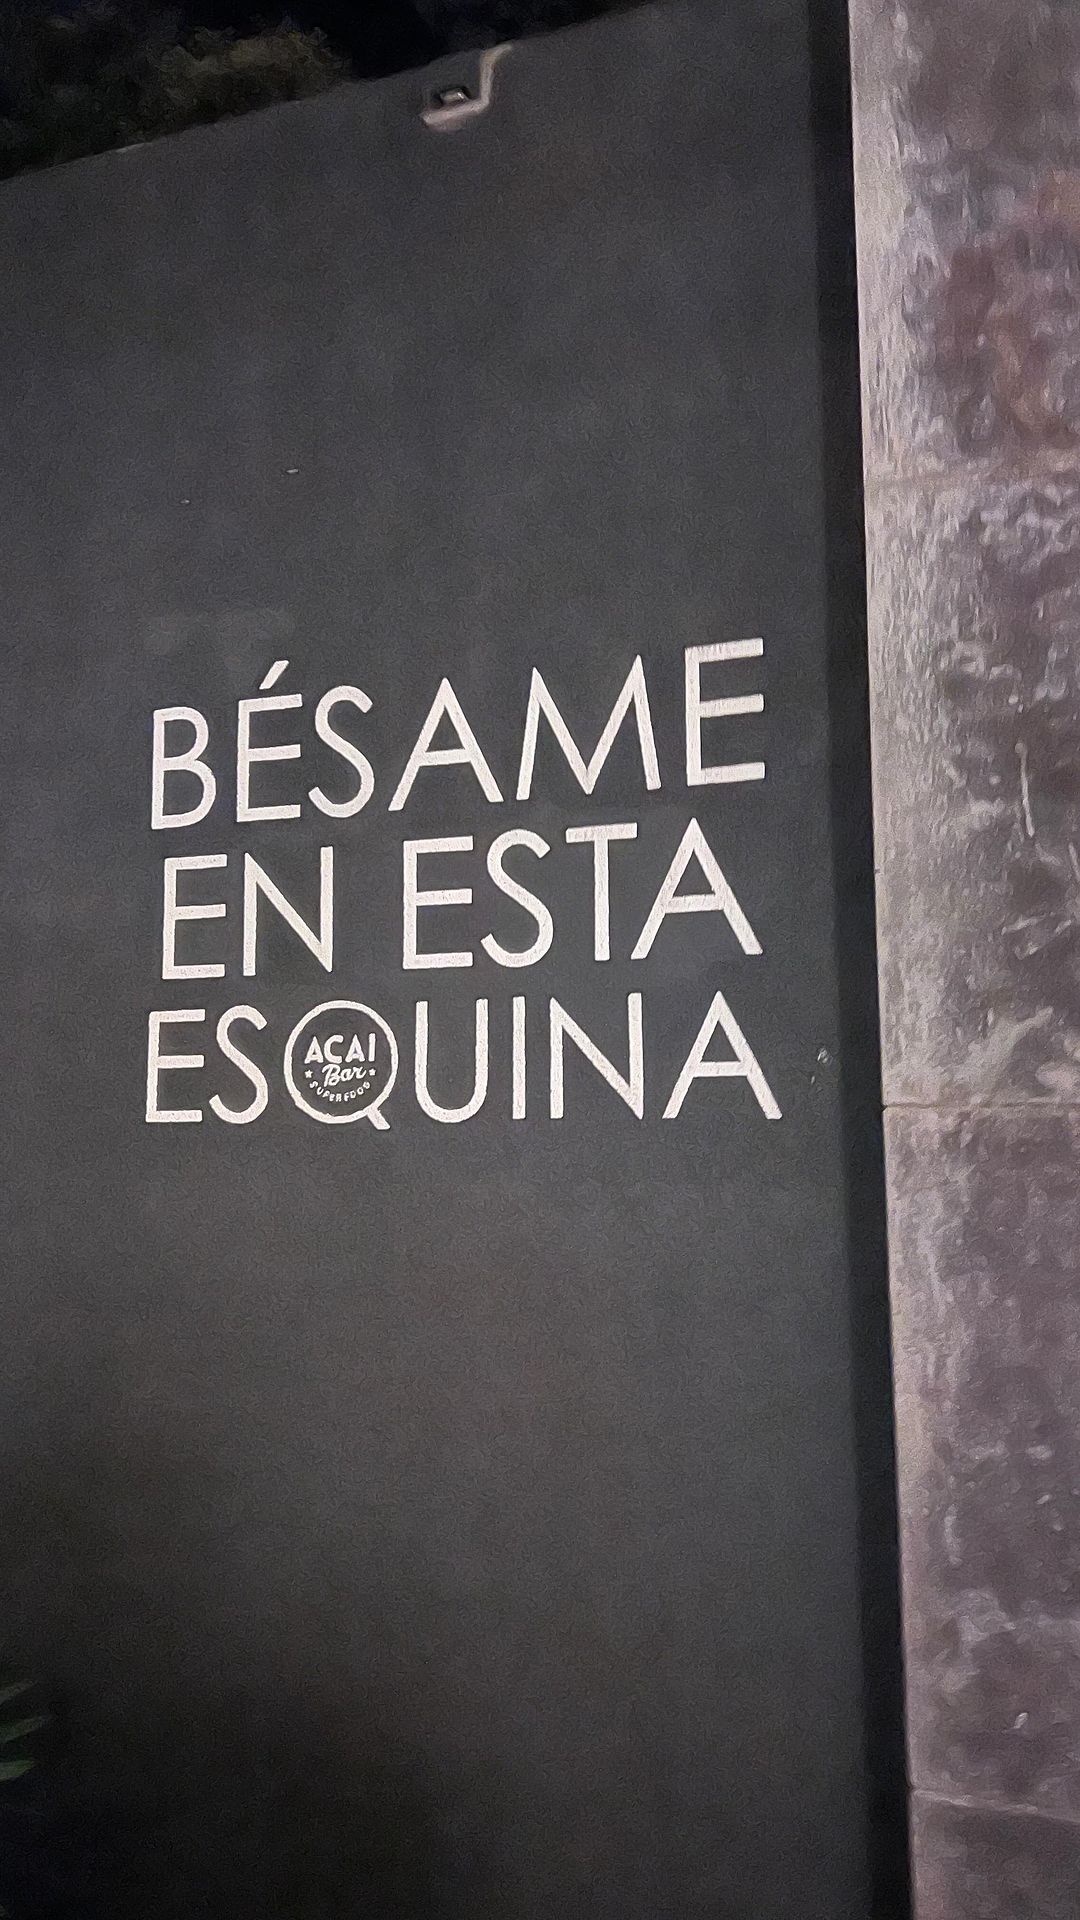 BÉSAME
EN ESTA
ESQUINA
ACAI
Bar
SUPERFOOD